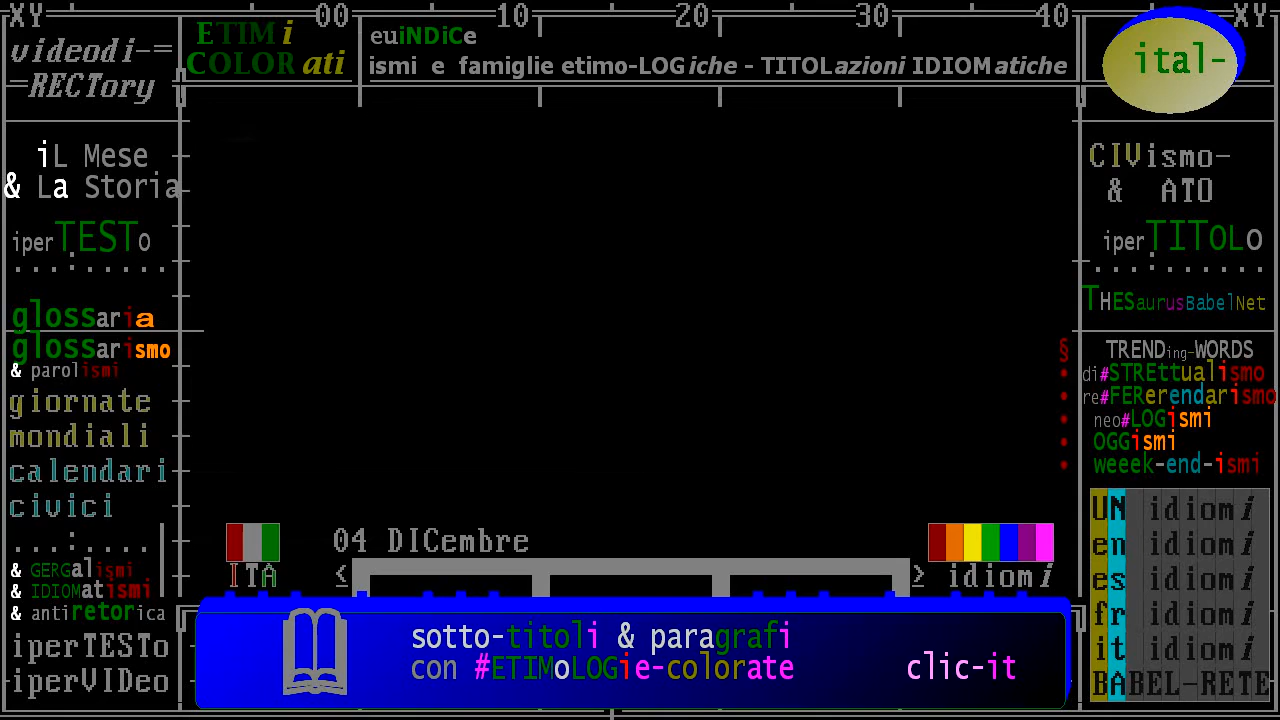 XY 00 10 20 30 40 XY
videodi-=
=RECTory
ETIMi
COLORati
euiNDiCe
ismi e famiglie etimo-LOGiche - TITOLazioni IDIOMatiche
ital-
iL Mese
& La Storia
iperTESTo
...:.....
glossaria
glossarismo
& parolismi
giornate
mondiali
calendari
civici
...:....
& GERGalismi
& IDIOMatismi
& antiretorica
iperTESTo
iperVIDeo
04 DICembre
ITA < > idiomi
sotto-titoli & paragrafi
con #ETIMoLOGie-colorate clic-it
CIVismo-
& ATO
iperTITOLo
...:......
THESaurusBabelNet
§
TRENDing-WORDS
di#STREttualismo
re#FERerendarismo
neo#LOGismi
OGGismi
weeek-end-ismi
UN idiomi
en idiomi
es idiomi
fr idiomi
it idiomi
BABEL-RETE